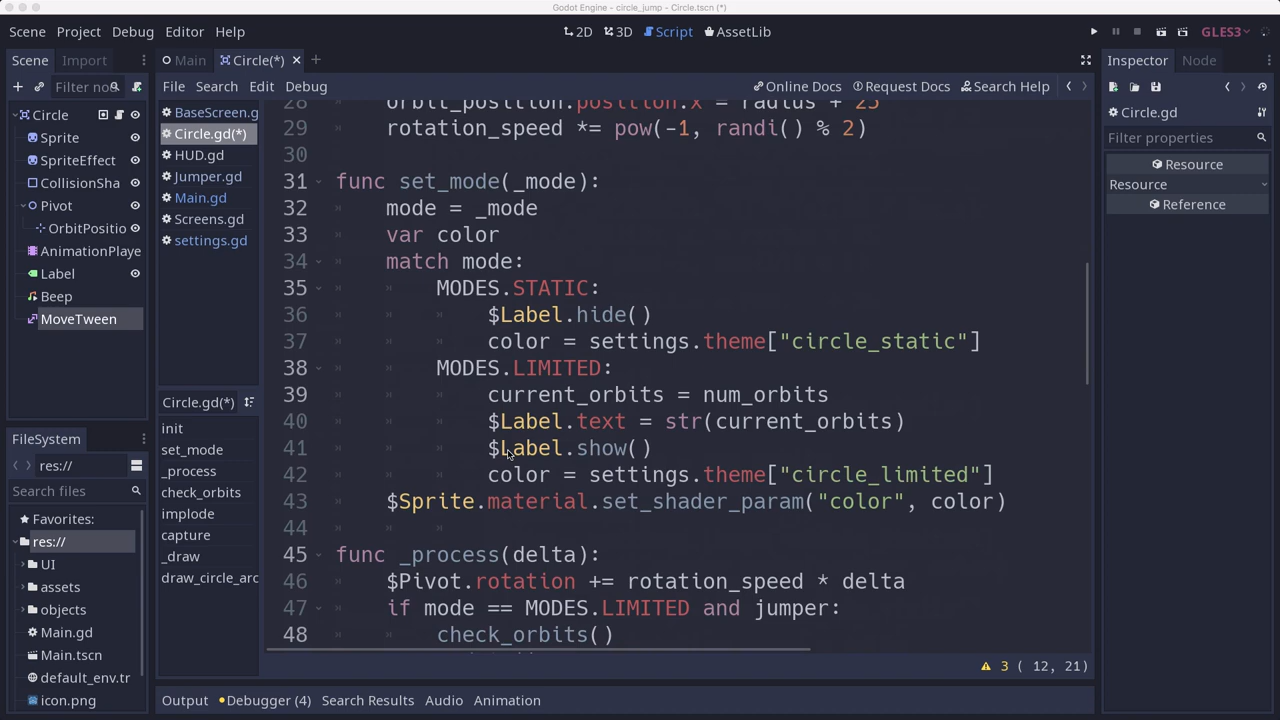 Godot Engine - circle_jump - Circle.tscn (*)
Scene Project Debug Editor Help
2D 3D Script AssetLib
GLES3
Scene Import
Main Circle(*)
Inspector Node
Filter no
File Search Edit Debug
Online Docs Request Docs Search Help
Circle
Sprite
SpriteEffect
CollisionSha
Pivot
OrbitPositio
AnimationPlaye
Label
Beep
MoveTween
BaseScreen.g
Circle.gd(*)
HUD.gd
Jumper.gd
Main.gd
Screens.gd
settings.gd
Circle.gd(*)
init
set_mode
_process
check_orbits
implode
capture
_draw
draw_circle_arc
FileSystem
res://
Search files
Favorites:
res://
UI
assets
objects
Main.gd
Main.tscn
default_env.tr
icon.png
28 orbit_position.position.x = radius + 25
29 rotation_speed *= pow(-1, randi() % 2)
30
31 func set_mode(_mode):
32 mode = _mode
33 var color
34 match mode:
35 MODES.STATIC:
36 $Label.hide()
37 color = settings.theme["circle_static"]
38 MODES.LIMITED:
39 current_orbits = num_orbits
40 $Label.text = str(current_orbits)
41 $Label.show()
42 color = settings.theme["circle_limited"]
43 $Sprite.material.set_shader_param("color", color)
44
45 func _process(delta):
46 $Pivot.rotation += rotation_speed * delta
47 if mode == MODES.LIMITED and jumper:
48 check_orbits()
3 ( 12, 21)
Output Debugger (4) Search Results Audio Animation
Circle.gd
Filter properties
Resource
Resource
Reference